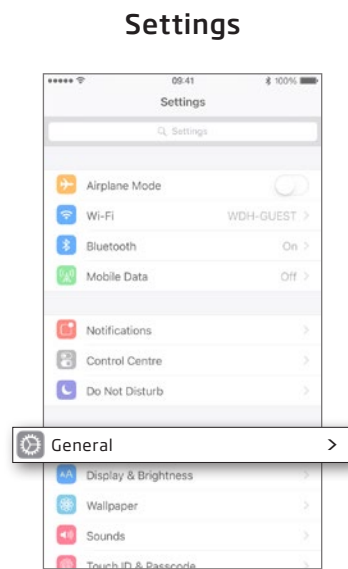 Settings
09:41 100%
Settings
Settings
Airplane Mode
Wi-Fi WDH-GUEST >
Bluetooth On >
Mobile Data Off >
Notifications >
Control Centre >
Do Not Disturb >
General >
AA Display & Brightness >
Wallpaper >
Sounds >
Touch ID & Passcode